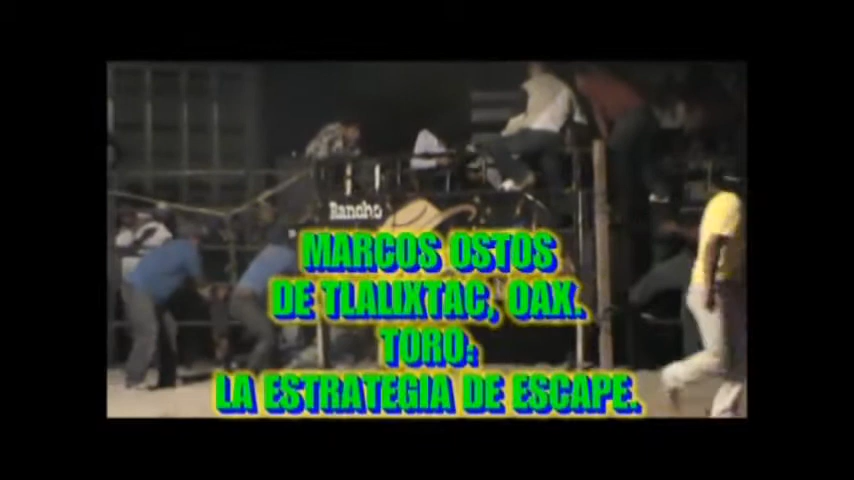 Rancho
MARCOS OSTOS
DE TLALIXTAC, OAX.
TORO:
LA ESTRATEGIA DE ESCAPE.